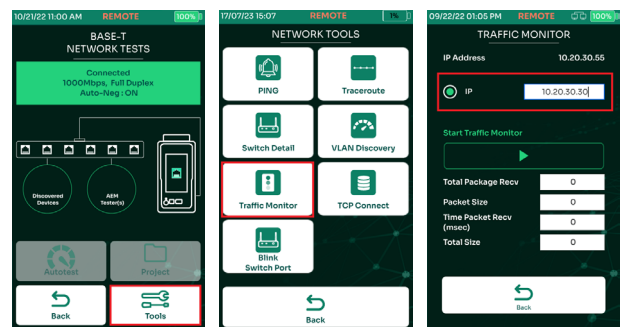 10/21/22 11:00 AM REMOTE 100%
BASE-T
NETWORK TESTS
Connected
1000Mbps, Full Duplex
Auto-Neg : ON
Discovered
Devices
AEM
Tester(s)
Autotest
Project
Back
Tools
17/07/23 15:07 REMOTE 1%
NETWORK TOOLS
PING
Traceroute
Switch Detail
VLAN Discovery
Traffic Monitor
TCP Connect
Blink
Switch Port
Back
09/22/22 01:05 PM REMOTE 100%
TRAFFIC MONITOR
IP Address 10.20.30.55
IP 10.20.30.30
Start Traffic Monitor
Total Package Recv 0
Packet Size 0
Time Packet Recv
(msec) 0
Total Size 0
Back